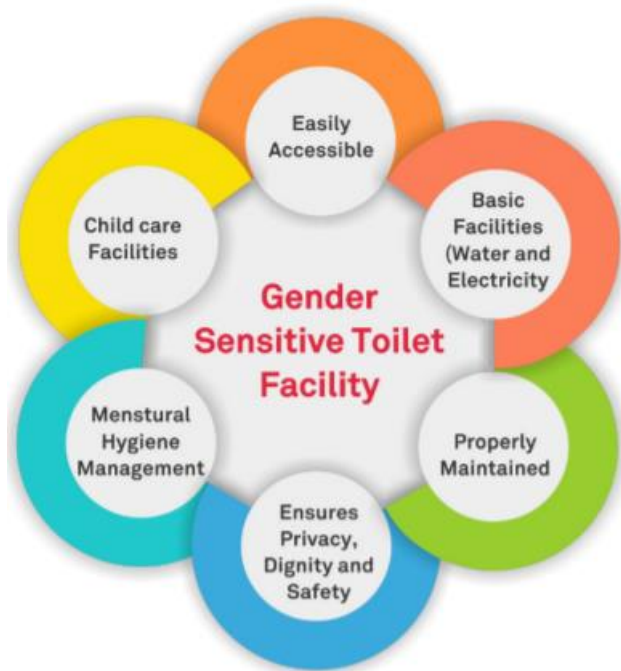 Easily
Accessible
Basic
Facilities
(Water and
Electricity
Properly
Maintained
Ensures
Privacy,
Dignity and
Safety
Menstural
Hygiene
Management
Child care
Facilities
Gender
Sensitive Toilet
Facility